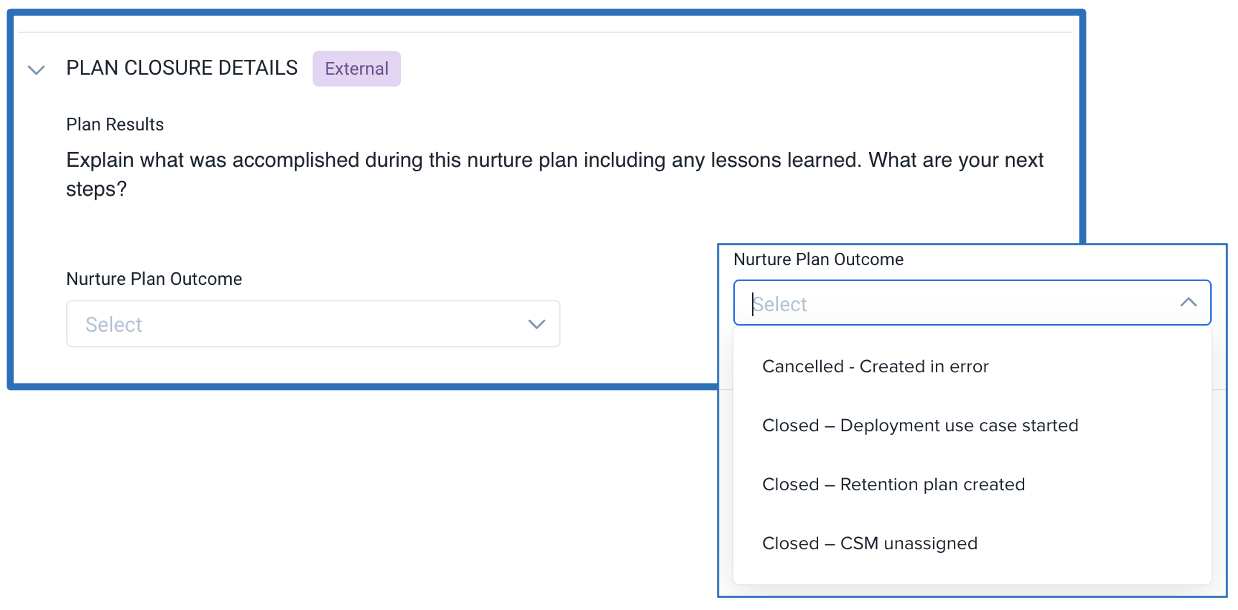 PLAN CLOSURE DETAILS External
Plan Results
Explain what was accomplished during this nurture plan including any lessons learned. What are your next
steps?
Nurture Plan Outcome
Select
Nurture Plan Outcome
Select
Cancelled - Created in error
Closed – Deployment use case started
Closed – Retention plan created
Closed – CSM unassigned